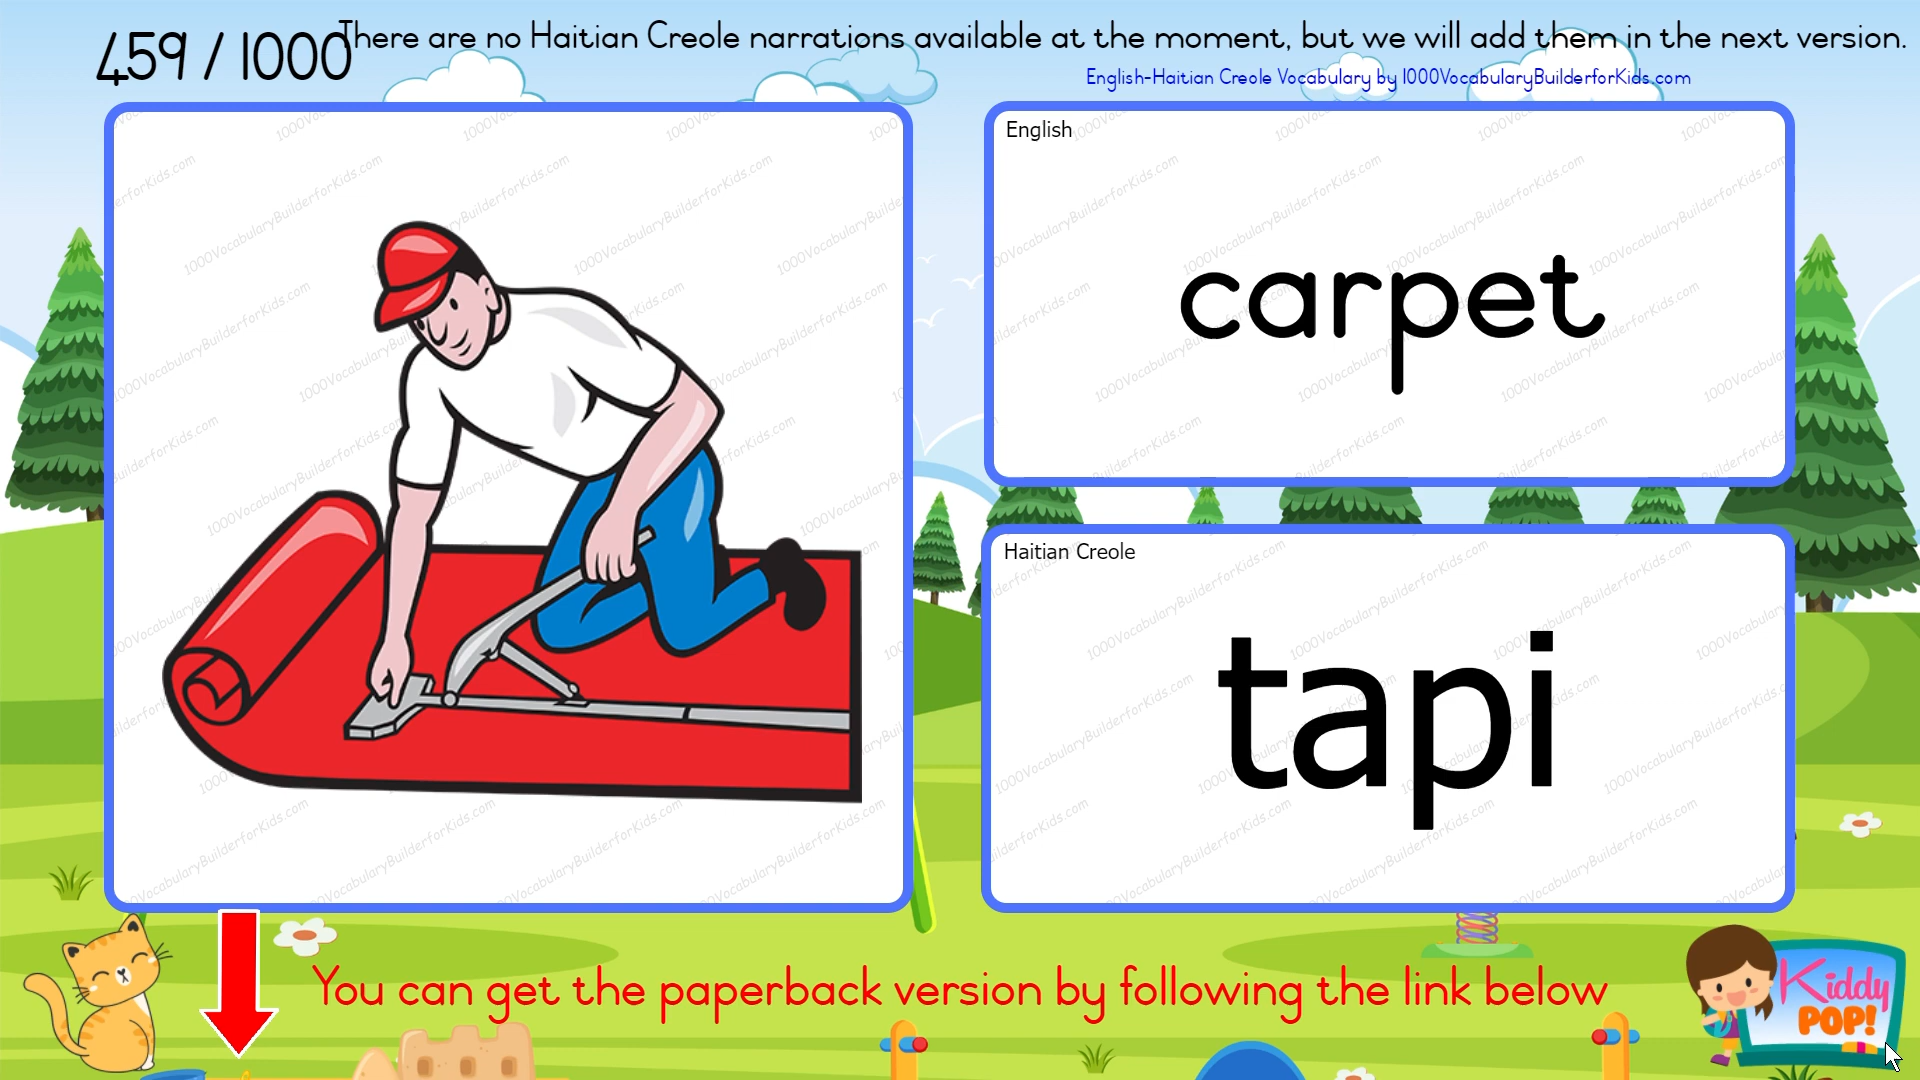 459 / 1000
There are no Haitian Creole narrations available at the moment, but we will add them in the next version.
English-Haitian Creole Vocabulary by 1000VocabularyBuilderforKids.com
English
carpet
Haitian Creole
tapi
You can get the paperback version by following the link below
Kiddy
POP!
1000VocabularyBuilderforKids.com